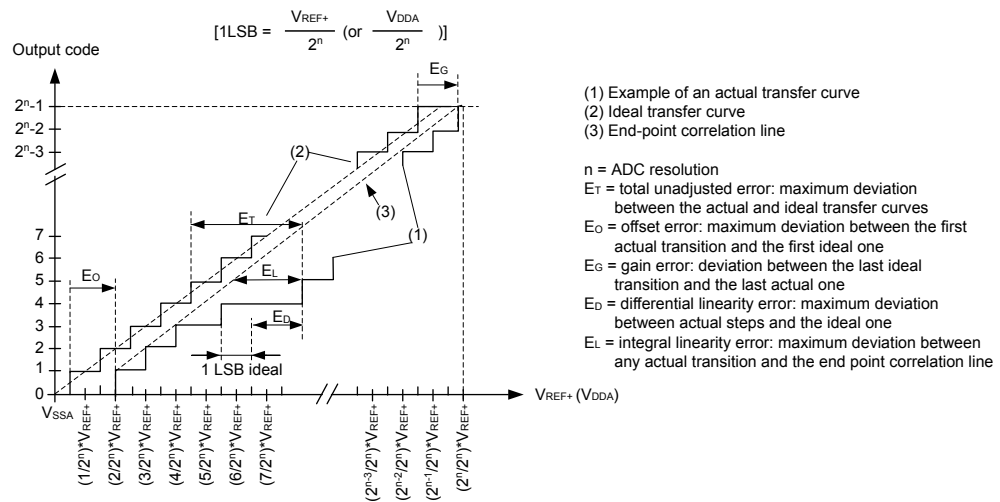 [1LSB = VREF+ / 2ⁿ (or VDDA / 2ⁿ )]
Output code
EG
2ⁿ-1
2ⁿ-2
2ⁿ-3
7
6
5
4
3
2
1
0
(2)
(3)
(1)
ET
EO
EL
ED
1 LSB ideal
VSSA
(1/2ⁿ)*VREF+
(2/2ⁿ)*VREF+
(3/2ⁿ)*VREF+
(4/2ⁿ)*VREF+
(5/2ⁿ)*VREF+
(6/2ⁿ)*VREF+
(7/2ⁿ)*VREF+
(2ⁿ⁻³/2ⁿ)*VREF+
(2ⁿ⁻²/2ⁿ)*VREF+
(2ⁿ⁻¹/2ⁿ)*VREF+
(2ⁿ/2ⁿ)*VREF+
VREF+ (VDDA)
(1) Example of an actual transfer curve
(2) Ideal transfer curve
(3) End-point correlation line
n = ADC resolution
ET = total unadjusted error: maximum deviation
between the actual and ideal transfer curves
EO = offset error: maximum deviation between the first
actual transition and the first ideal one
EG = gain error: deviation between the last ideal
transition and the last actual one
ED = differential linearity error: maximum deviation
between actual steps and the ideal one
EL = integral linearity error: maximum deviation between
any actual transition and the end point correlation line